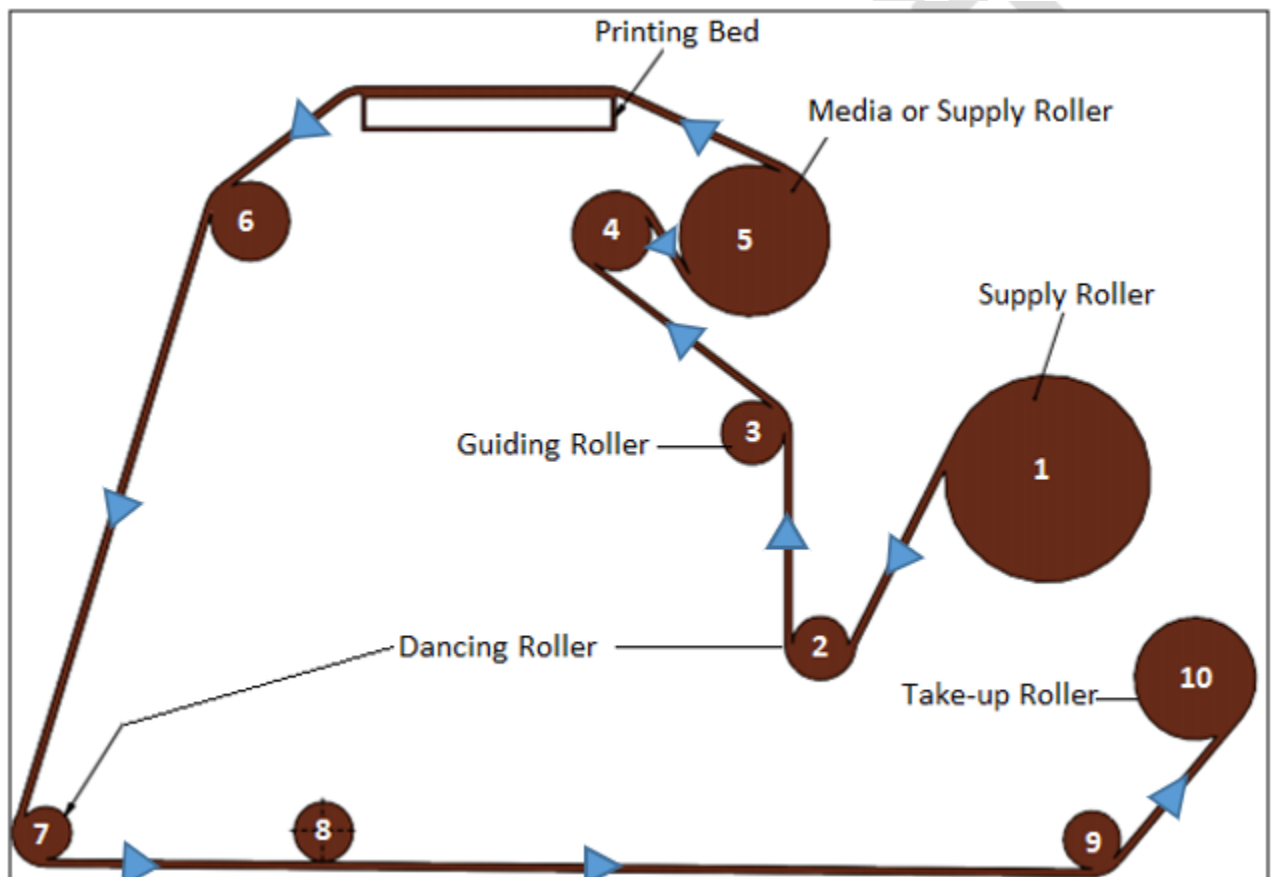 Printing Bed
Media or Supply Roller
6
4
5
Supply Roller
3
Guiding Roller
1
Dancing Roller
2
10
Take-up Roller
7
8
9